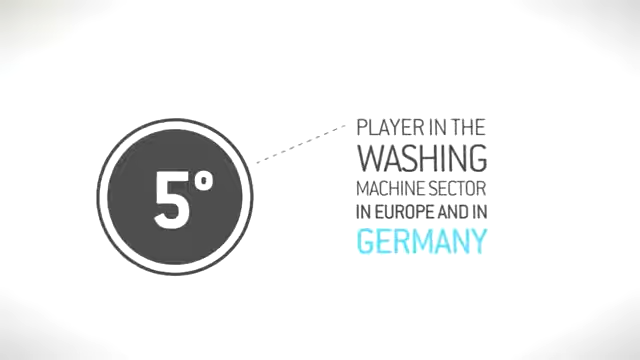 5°
PLAYER IN THE
WASHING
MACHINE SECTOR
IN EUROPE AND IN
GERMANY